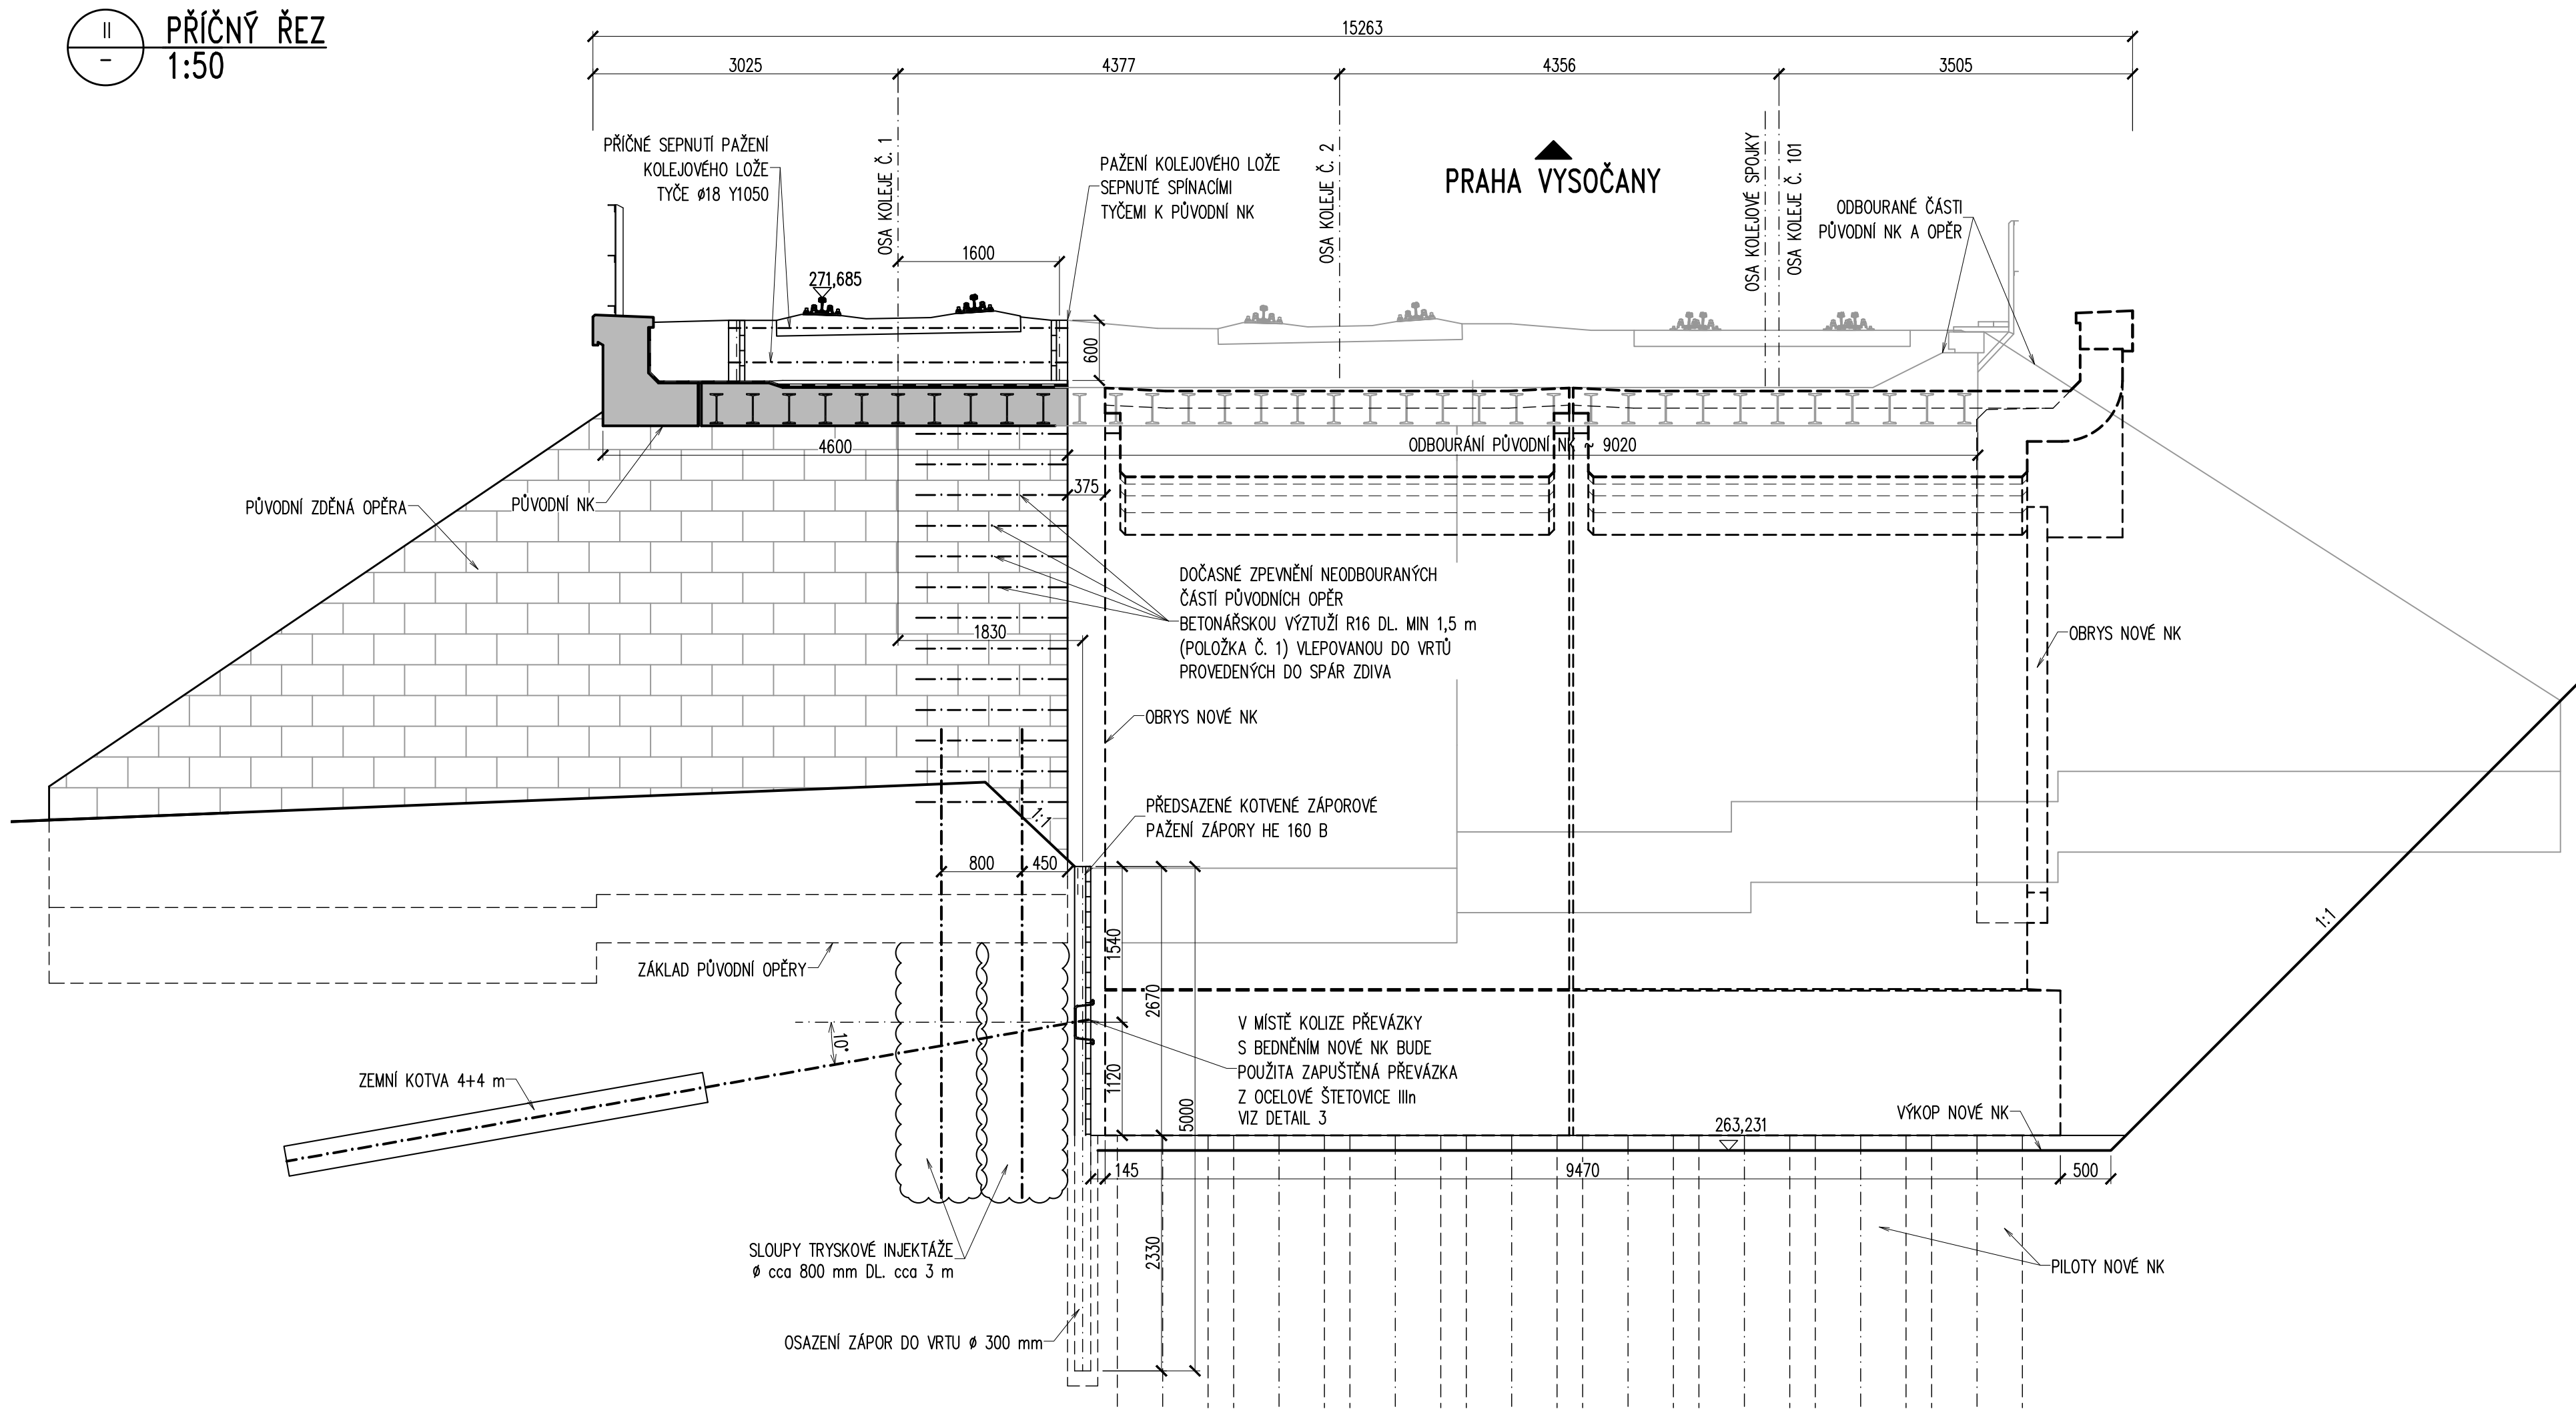 II
–
PŘÍČNÝ ŘEZ
1:50
15263
3025
4377
4356
3505
PŘÍČNÉ SEPNUTÍ PAŽENÍ
KOLEJOVÉHO LOŽE
TYČE ø18 Y1050
OSA KOLEJE Č. 1
PAŽENÍ KOLEJOVÉHO LOŽE
SEPNUTÉ SPÍNACÍMI
TYČEMI K PŮVODNÍ NK
OSA KOLEJE Č. 2
PRAHA VYSOČANY
OSA KOLEJOVÉ SPOJKY
OSA KOLEJE Č. 101
ODBOURANÉ ČÁSTI
PŮVODNÍ NK A OPĚR
1600
271,685
600
4600
ODBOURÁNÍ PŮVODNÍ NK ~ 9020
375
PŮVODNÍ ZDĚNÁ OPĚRA
PŮVODNÍ NK
DOČASNÉ ZPEVNĚNÍ NEODBOURANÝCH
ČÁSTÍ PŮVODNÍCH OPĚR
BETONÁŘSKOU VÝZTUŽÍ R16 DL. MIN 1,5 m
(POLOŽKA Č. 1) VLEPOVANOU DO VRTŮ
PROVEDENÝCH DO SPÁR ZDIVA
1830
OBRYS NOVÉ NK
OBRYS NOVÉ NK
PŘEDSAZENÉ KOTVENÉ ZÁPOROVÉ
PAŽENÍ ZÁPORY HE 160 B
1:1
800
450
1:1
1540
2670
ZÁKLAD PŮVODNÍ OPĚRY
10°
V MÍSTĚ KOLIZE PŘEVÁZKY
S BEDNĚNÍM NOVÉ NK BUDE
POUŽITA ZAPUŠTĚNÁ PŘEVÁZKA
Z OCELOVÉ ŠTETOVICE IIIn
VIZ DETAIL 3
1120
5000
ZEMNÍ KOTVA 4+4 m
263,231
VÝKOP NOVÉ NK
145
9470
500
2330
SLOUPY TRYSKOVÉ INJEKTÁŽE
ø cca 800 mm DL. cca 3 m
PILOTY NOVÉ NK
OSAZENÍ ZÁPOR DO VRTU ø 300 mm